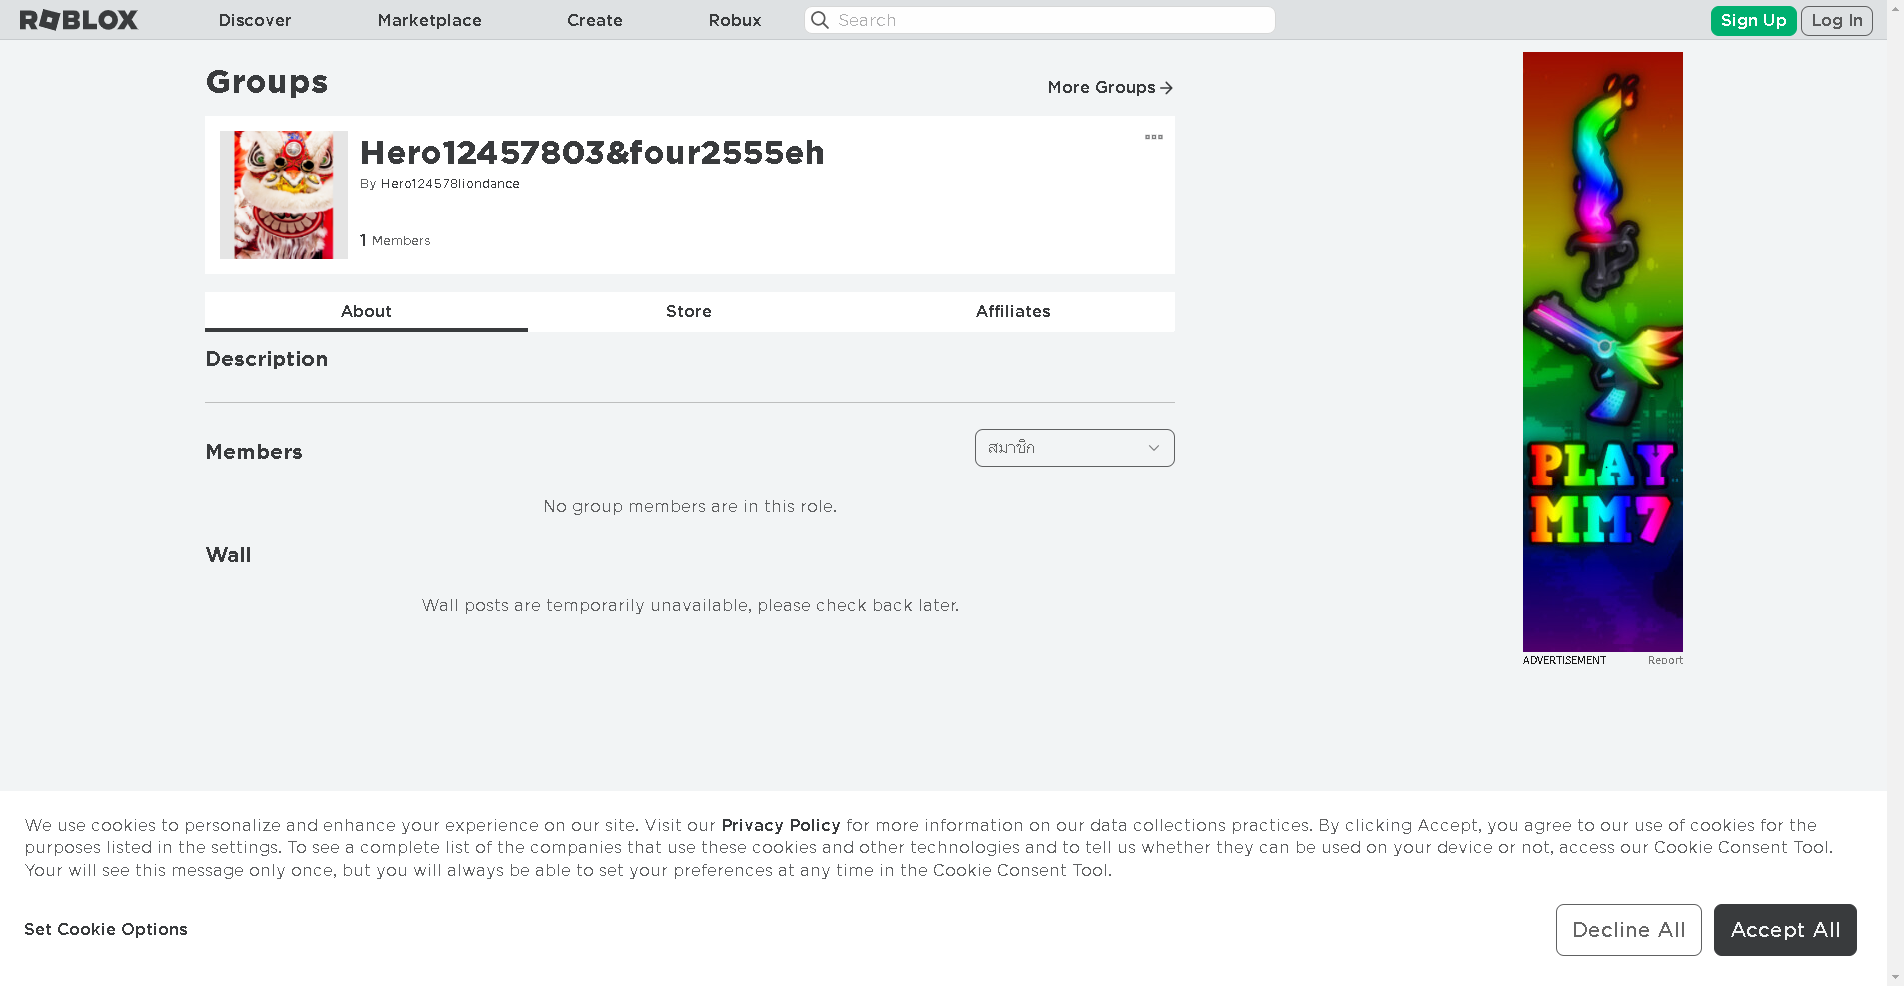 ROBLOX Discover Marketplace Create Robux Search Sign Up Log In
Groups
More Groups
Hero12457803&four2555eh
By Hero124578liondance
1 Members
About Store Affiliates
Description
Members
สมาชิก
No group members are in this role.
Wall
Wall posts are temporarily unavailable, please check back later.
PLAY
MM7
ADVERTISEMENT Report
We use cookies to personalize and enhance your experience on our site. Visit our Privacy Policy for more information on our data collections practices. By clicking Accept, you agree to our use of cookies for the
purposes listed in the settings. To see a complete list of the companies that use these cookies and other technologies and to tell us whether they can be used on your device or not, access our Cookie Consent Tool.
Your will see this message only once, but you will always be able to set your preferences at any time in the Cookie Consent Tool.
Set Cookie Options
Decline All Accept All